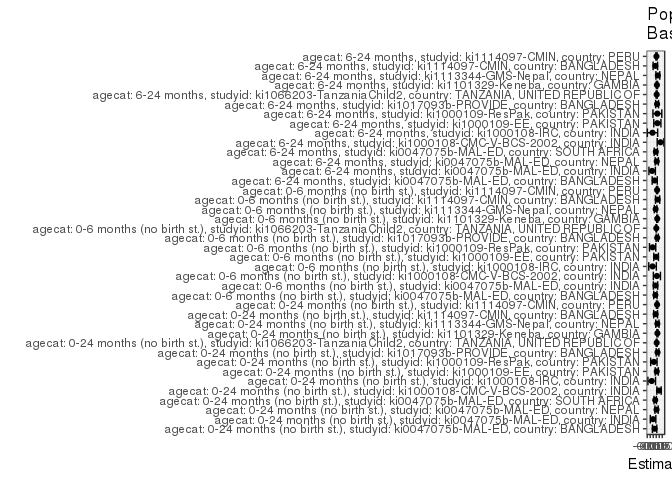 Pop
Bas
agecat: 6-24 months, studyid: ki1114097-CMIN, country: PERU
agecat: 6-24 months, studyid: ki1114097-CMIN, country: BANGLADESH
agecat: 6-24 months, studyid: ki1113344-GMS-Nepal, country: NEPAL
agecat: 6-24 months, studyid: ki1101329-Keneba, country: GAMBIA
agecat: 6-24 months, studyid: ki1066203-TanzaniaChild2, country: TANZANIA, UNITED REPUBLIC OF
agecat: 6-24 months, studyid: ki1017093b-PROVIDE, country: BANGLADESH
agecat: 6-24 months, studyid: ki1000109-ResPak, country: PAKISTAN
agecat: 6-24 months, studyid: ki1000109-EE, country: PAKISTAN
agecat: 6-24 months, studyid: ki1000108-IRC, country: INDIA
agecat: 6-24 months, studyid: ki1000108-CMC-V-BCS-2002, country: INDIA
agecat: 6-24 months, studyid: ki0047075b-MAL-ED, country: SOUTH AFRICA
agecat: 6-24 months, studyid: ki0047075b-MAL-ED, country: NEPAL
agecat: 6-24 months, studyid: ki0047075b-MAL-ED, country: INDIA
agecat: 6-24 months, studyid: ki0047075b-MAL-ED, country: BANGLADESH
agecat: 0-6 months (no birth st.), studyid: ki1114097-CMIN, country: PERU
agecat: 0-6 months (no birth st.), studyid: ki1114097-CMIN, country: BANGLADESH
agecat: 0-6 months (no birth st.), studyid: ki1113344-GMS-Nepal, country: NEPAL
agecat: 0-6 months (no birth st.), studyid: ki1101329-Keneba, country: GAMBIA
agecat: 0-6 months (no birth st.), studyid: ki1066203-TanzaniaChild2, country: TANZANIA, UNITED REPUBLIC OF
agecat: 0-6 months (no birth st.), studyid: ki1017093b-PROVIDE, country: BANGLADESH
agecat: 0-6 months (no birth st.), studyid: ki1000109-ResPak, country: PAKISTAN
agecat: 0-6 months (no birth st.), studyid: ki1000109-EE, country: PAKISTAN
agecat: 0-6 months (no birth st.), studyid: ki1000108-IRC, country: INDIA
agecat: 0-6 months (no birth st.), studyid: ki1000108-CMC-V-BCS-2002, country: INDIA
agecat: 0-6 months (no birth st.), studyid: ki0047075b-MAL-ED, country: NEPAL
agecat: 0-6 months (no birth st.), studyid: ki0047075b-MAL-ED, country: INDIA
agecat: 0-6 months (no birth st.), studyid: ki0047075b-MAL-ED, country: BANGLADESH
agecat: 0-24 months (no birth st.), studyid: ki1114097-CMIN, country: PERU
agecat: 0-24 months (no birth st.), studyid: ki1114097-CMIN, country: BANGLADESH
agecat: 0-24 months (no birth st.), studyid: ki1113344-GMS-Nepal, country: NEPAL
agecat: 0-24 months (no birth st.), studyid: ki1101329-Keneba, country: GAMBIA
agecat: 0-24 months (no birth st.), studyid: ki1066203-TanzaniaChild2, country: TANZANIA, UNITED REPUBLIC OF
agecat: 0-24 months (no birth st.), studyid: ki1017093b-PROVIDE, country: BANGLADESH
agecat: 0-24 months (no birth st.), studyid: ki1000109-ResPak, country: PAKISTAN
agecat: 0-24 months (no birth st.), studyid: ki1000109-EE, country: PAKISTAN
agecat: 0-24 months (no birth st.), studyid: ki1000108-IRC, country: INDIA
agecat: 0-24 months (no birth st.), studyid: ki1000108-CMC-V-BCS-2002, country: INDIA
agecat: 0-24 months (no birth st.), studyid: ki0047075b-MAL-ED, country: SOUTH AFRICA
agecat: 0-24 months (no birth st.), studyid: ki0047075b-MAL-ED, country: NEPAL
agecat: 0-24 months (no birth st.), studyid: ki0047075b-MAL-ED, country: INDIA
agecat: 0-24 months (no birth st.), studyid: ki0047075b-MAL-ED, country: BANGLADESH
Estima